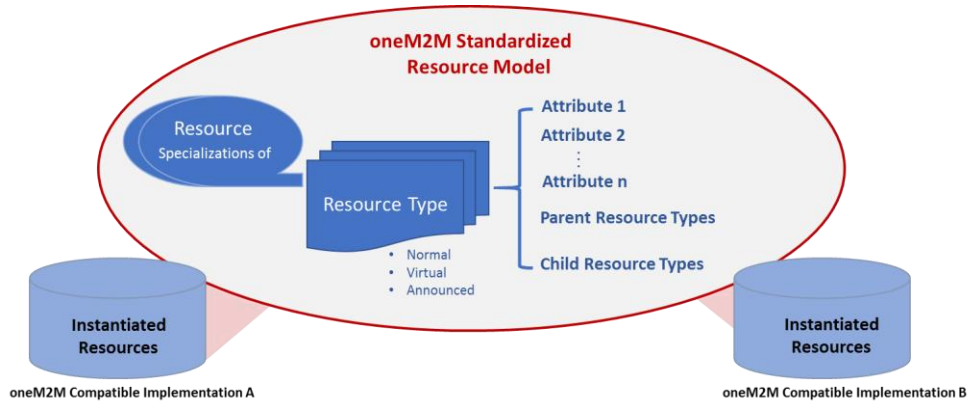 oneM2M Standardized
Resource Model
Resource
Specializations of
Resource Type
• Normal
• Virtual
• Announced
Attribute 1
Attribute 2
⋮
Attribute n
Parent Resource Types
Child Resource Types
Instantiated
Resources
oneM2M Compatible Implementation A
Instantiated
Resources
oneM2M Compatible Implementation B